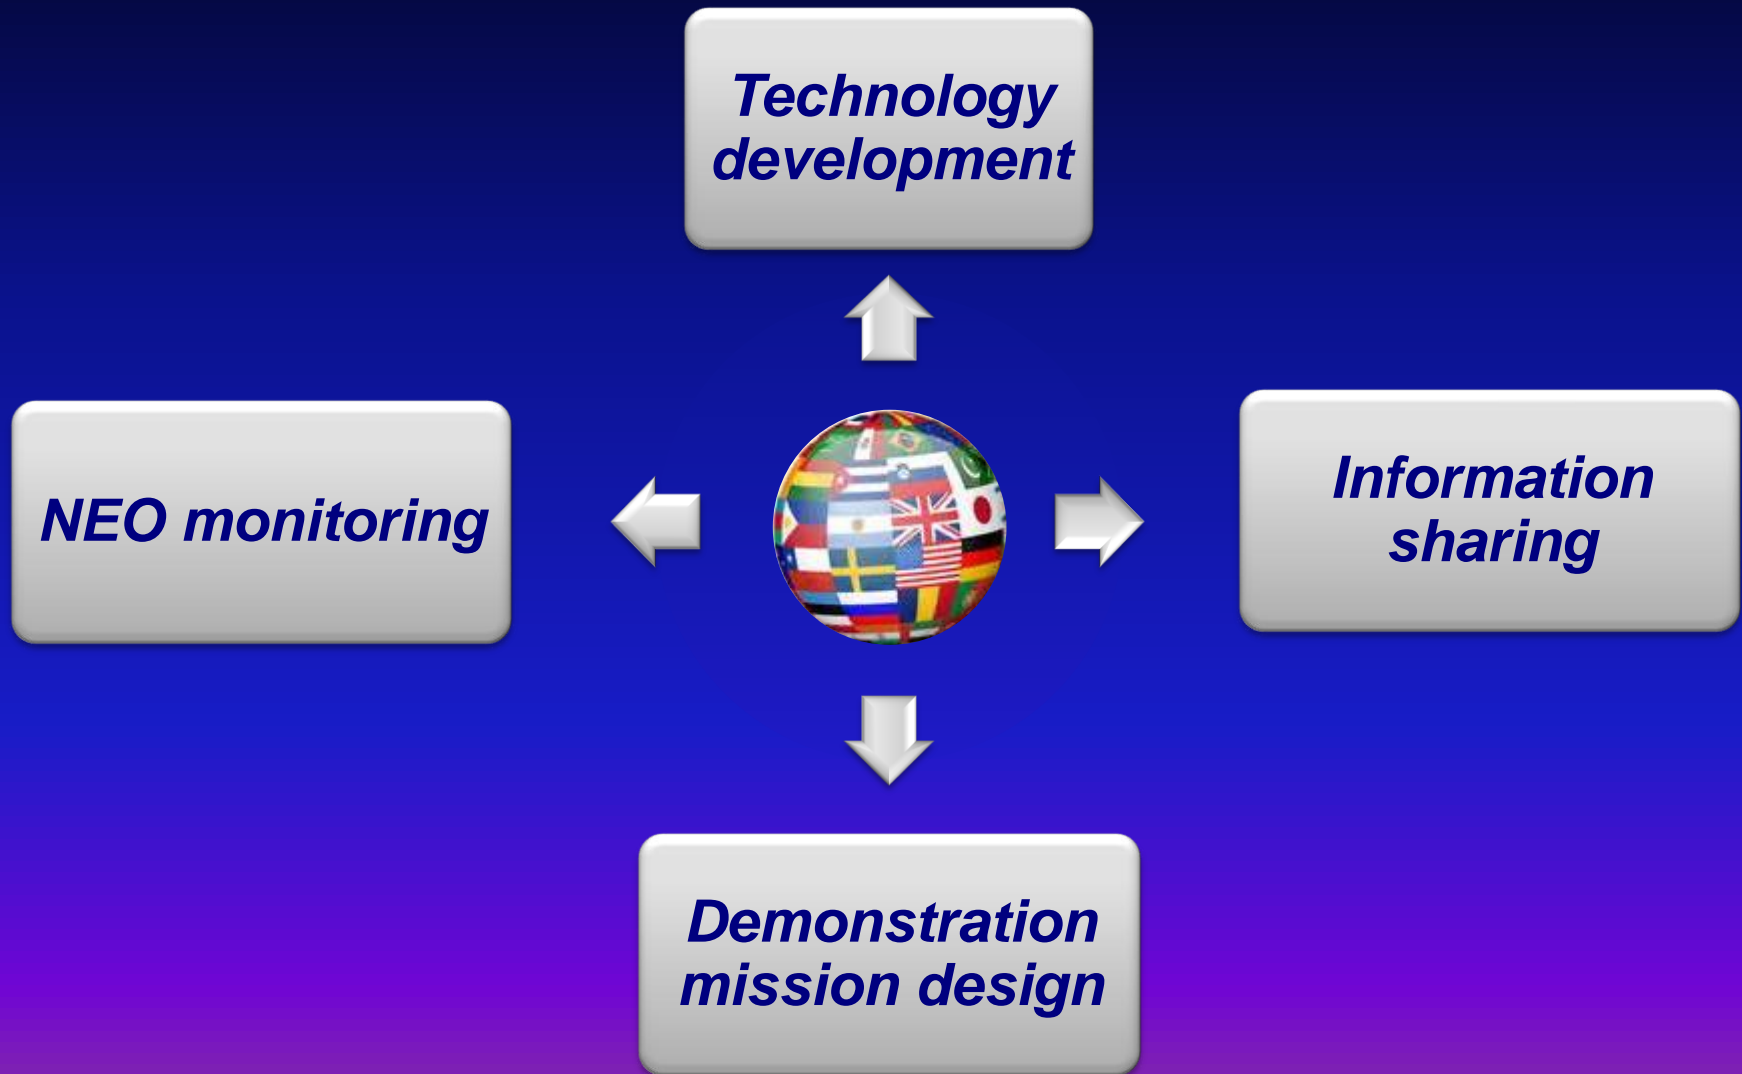 Technology
development
NEO monitoring
Information
sharing
Demonstration
mission design